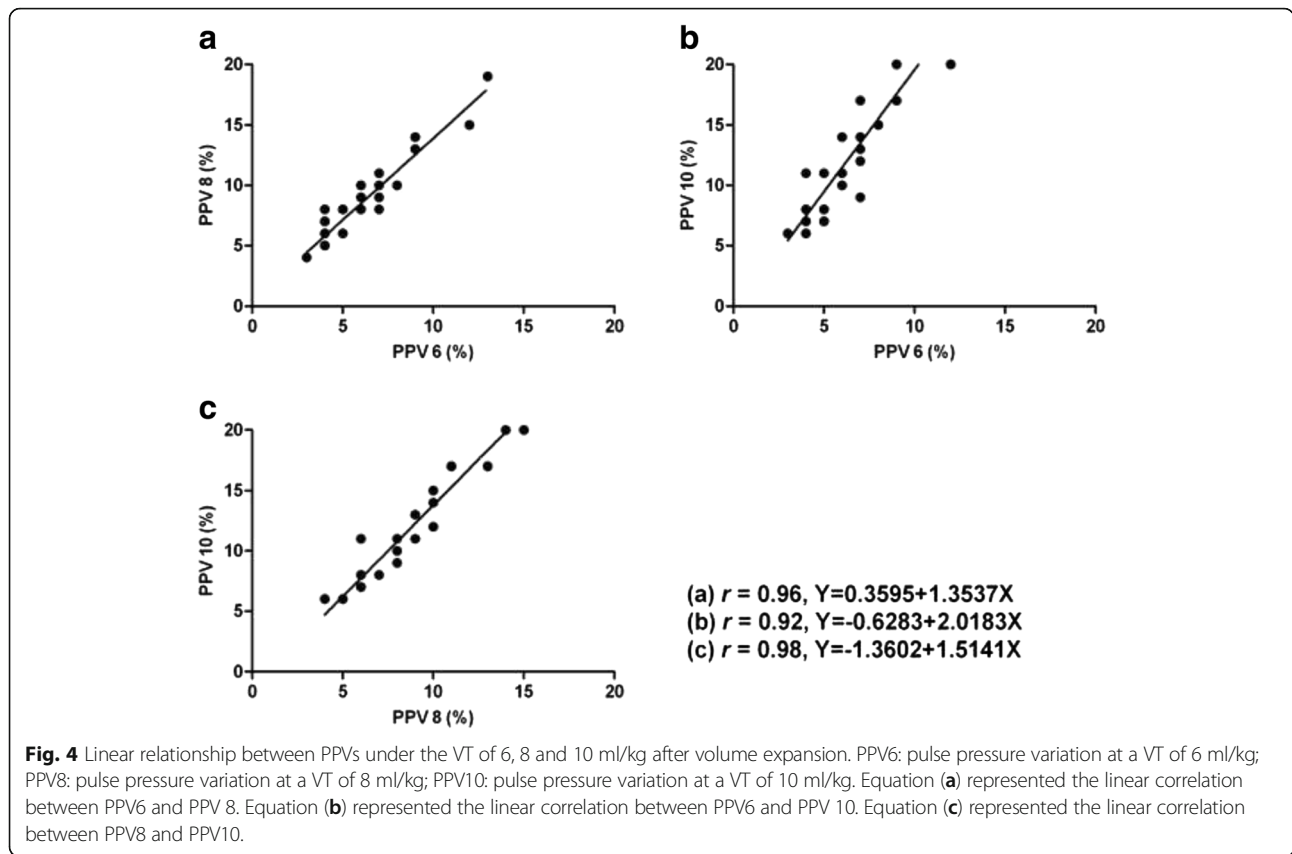 a
20
15
10
5
0
PPV 8 (%)
0 5 10 15 20
PPV 6 (%)
b
20
15
10
5
0
PPV 10 (%)
0 5 10 15 20
PPV 6 (%)
c
20
15
10
5
0
PPV 10 (%)
0 5 10 15 20
PPV 8 (%)
(a) r = 0.96, Y=0.3595+1.3537X
(b) r = 0.92, Y=-0.6283+2.0183X
(c) r = 0.98, Y=-1.3602+1.5141X
Fig. 4 Linear relationship between PPVs under the VT of 6, 8 and 10 ml/kg after volume expansion. PPV6: pulse pressure variation at a VT of 6 ml/kg;
PPV8: pulse pressure variation at a VT of 8 ml/kg; PPV10: pulse pressure variation at a VT of 10 ml/kg. Equation (a) represented the linear correlation
between PPV6 and PPV 8. Equation (b) represented the linear correlation between PPV6 and PPV 10. Equation (c) represented the linear correlation
between PPV8 and PPV10.